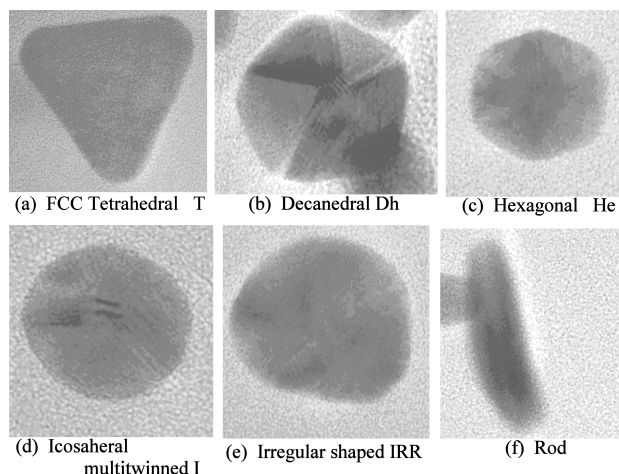 (a) FCC Tetrahedral T
(b) Decanedral Dh
(c) Hexagonal He
(d) Icosaheral
multitwinned I
(e) Irregular shaped IRR
(f) Rod